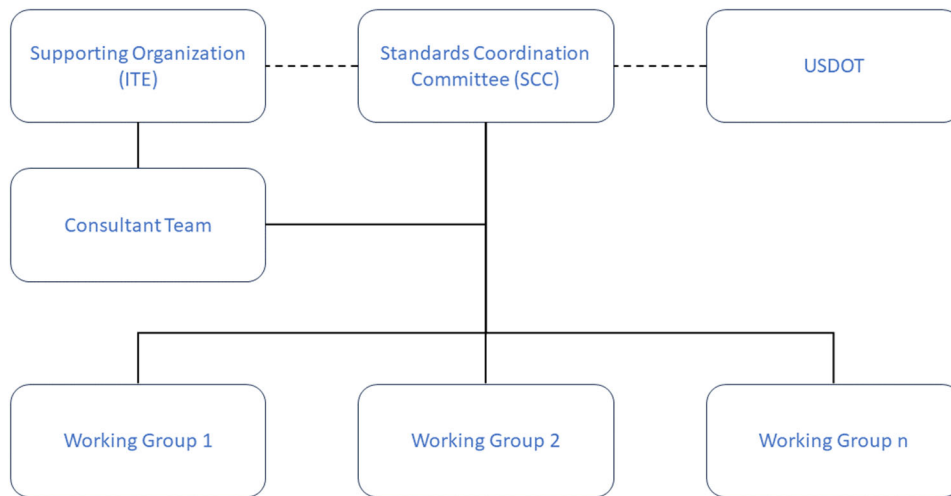 Supporting Organization
(ITE)
Standards Coordination
Committee (SCC)
USDOT
Consultant Team
Working Group 1
Working Group 2
Working Group n